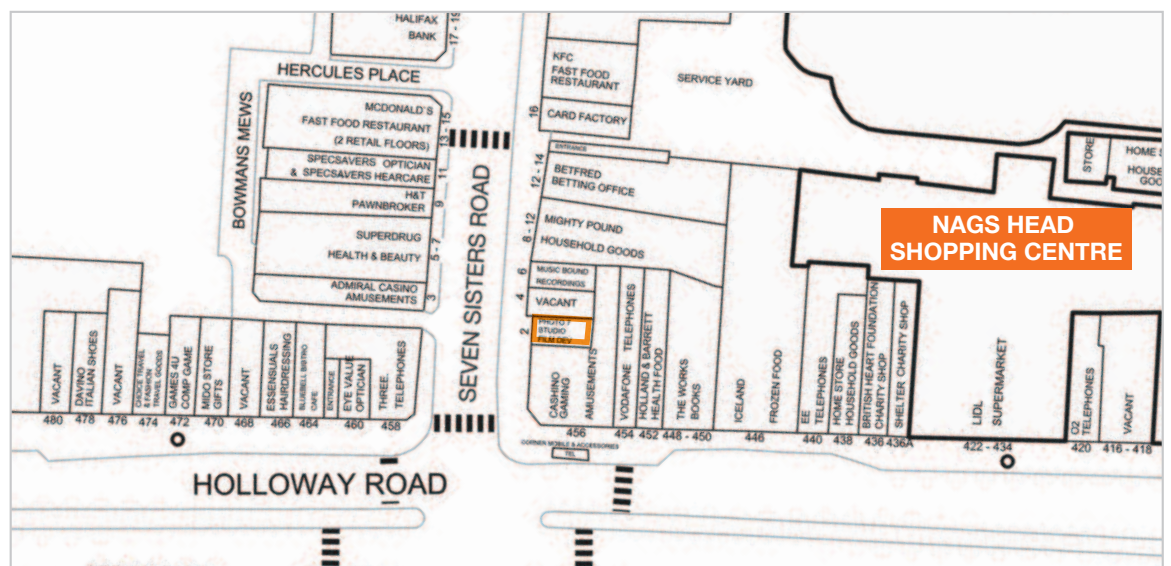 HALIFAX
BANK
17 - 19
HERCULES PLACE
BOWMANS MEWS
MCDONALD'S
FAST FOOD RESTAURANT
(2 RETAIL FLOORS)
13 - 15
SPECSAVERS OPTICIAN
& SPECSAVERS HEARCARE
11
H&T
PAWNBROKER
9
SUPERDRUG
HEALTH & BEAUTY
5 - 7
ADMIRAL CASINO
AMUSEMENTS
3
SEVEN SISTERS ROAD
KFC
FAST FOOD
RESTAURANT
CARD FACTORY
16
SERVICE YARD
ENTRANCE
BETFRED
BETTING OFFICE
12 - 14
MIGHTY POUND
HOUSEHOLD GOODS
8 - 12
MUSIC BOUND
RECORDINGS
6
VACANT
4
PHOTO 7
STUDIO
FILM DEV
2
STORE
HOME S
HOUSE
GOO
NAGS HEAD
SHOPPING CENTRE
VACANT
480
DAVINO
ITALIAN SHOES
478
VACANT
476
CHOICE TRAVEL
& FASHION
TRAVEL GOODS
474
GAMES 4U
COMP GAME
472
MIDO STORE
GIFTS
470
VACANT
468
ESSENSUALS
HAIRDRESSING
466
BLUEBELL BISTRO
CAFE
464
ENTRANCE
EYE VALUE
OPTICIAN
460
THREE.
TELEPHONES
458
CASHINO
GAMING
AMUSEMENTS
456
VODAFONE TELEPHONES
454
HOLLAND & BARRETT
HEALTH FOOD
452
THE WORKS
BOOKS
448 - 450
ICELAND
FROZEN FOOD
446
EE
TELEPHONES
440
HOME STORE
HOUSEHOLD GOODS
438
BRITISH HEART FOUNDATION
CHARITY SHOP
436
SHELTER CHARITY SHOP
436A
LIDL
SUPERMARKET
422 - 434
O2
TELEPHONES
420
VACANT
416 - 418
CORNER MOBILE & ACCESSORIES
TEL
HOLLOWAY ROAD